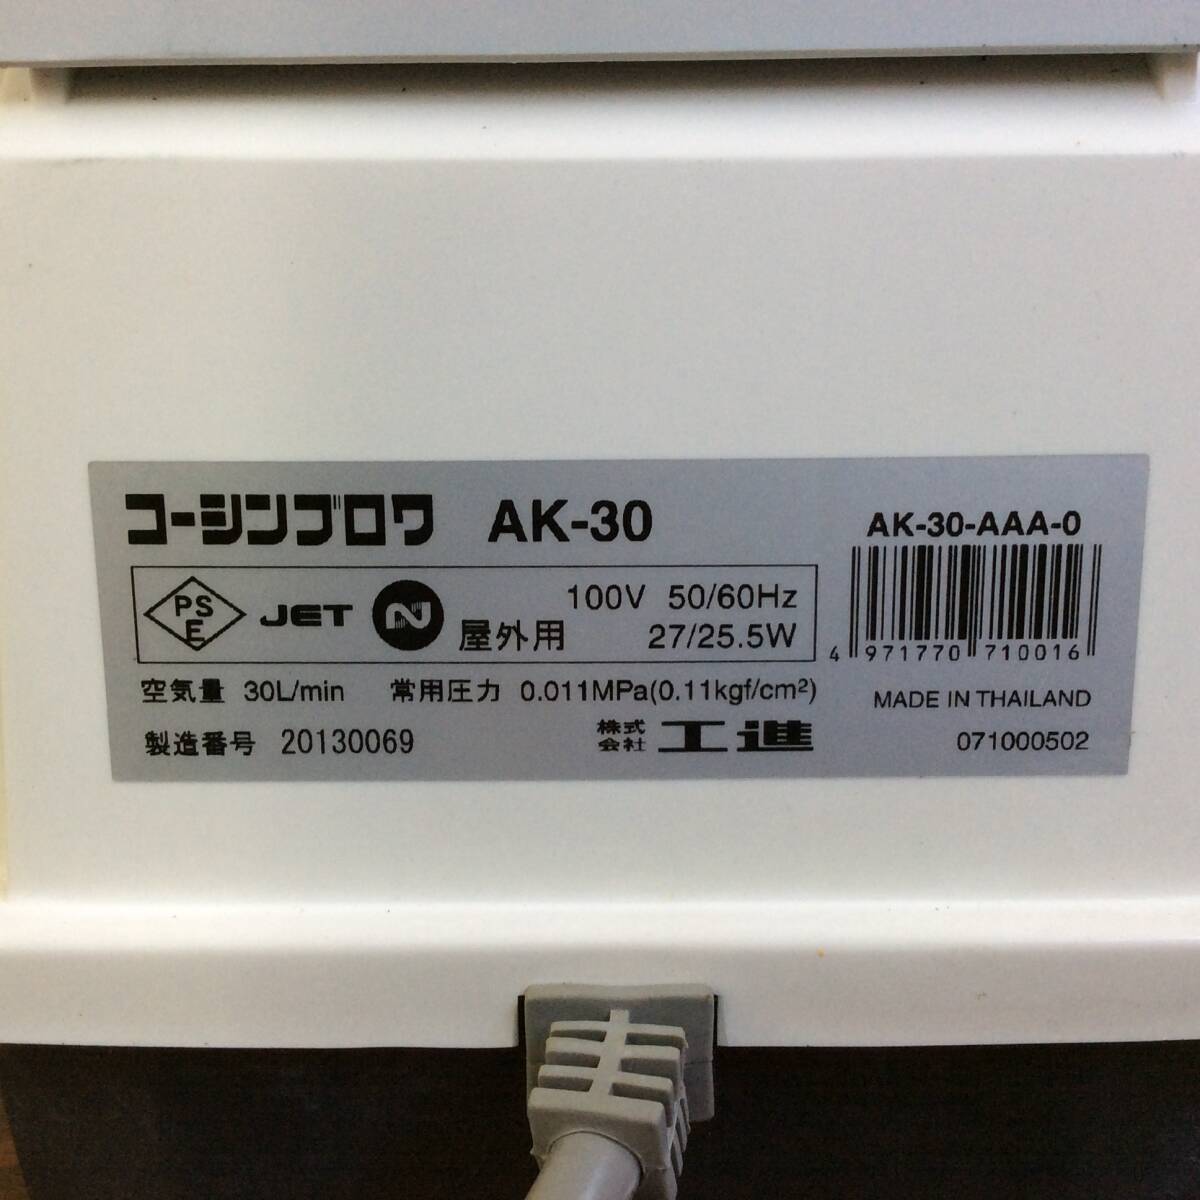 コーシンブロワ AK-30
AK-30-AAA-0
PS
E
JET
N
屋外用
100V 50/60Hz
27/25.5W
4 971770 710016
空気量 30L/min 常用圧力 0.011MPa(0.11kgf/cm²)
MADE IN THAILAND
製造番号 20130069
株式会社 工進
071000502